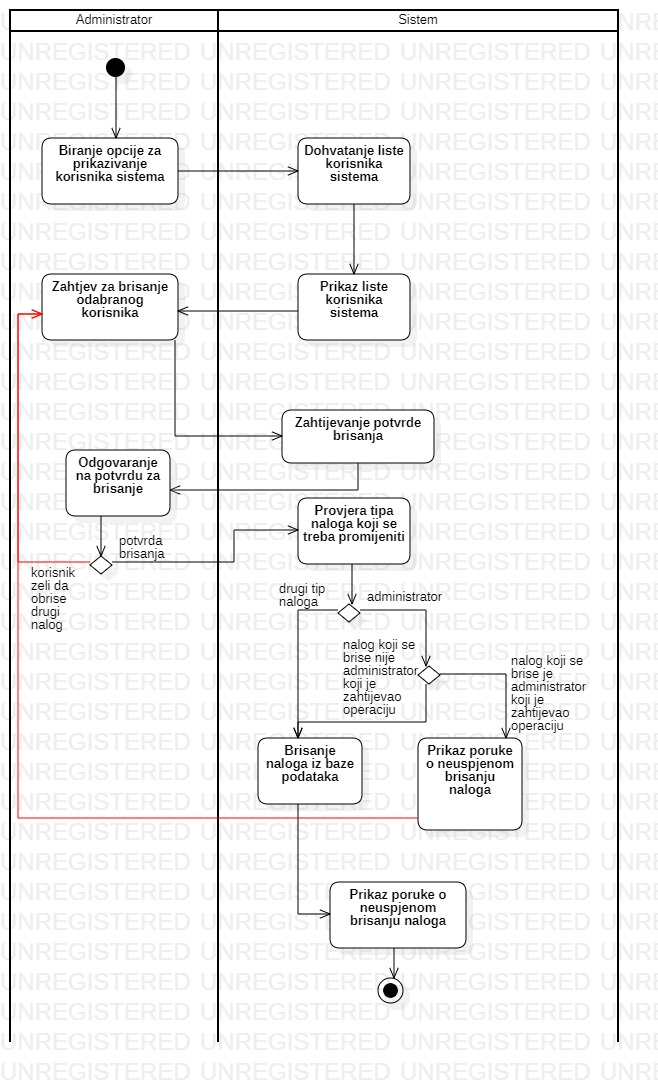 Administrator
Sistem
Biranje opcije za
prikazivanje
korisnika sistema
Dohvatanje liste
korisnika
sistema
Zahtjev za brisanje
odabranog
korisnika
Prikaz liste
korisnika
sistema
Zahtijevanje potvrde
brisanja
Odgovaranje
na potvrdu za
brisanje
Provjera tipa
naloga koji se
treba promijeniti
potvrda
brisanja
korisnik
zeli da
obrise
drugi
nalog
drugi tip
naloga
administrator
nalog koji se
brise nije
administrator
koji je
zahtijevao
operaciju
nalog koji se
brise je
administrator
koji je
zahtijevao
operaciju
Brisanje
naloga iz baze
podataka
Prikaz poruke
o neuspjenom
brisanju
naloga
Prikaz poruke o
neuspjenom
brisanju naloga
UNREGISTERED